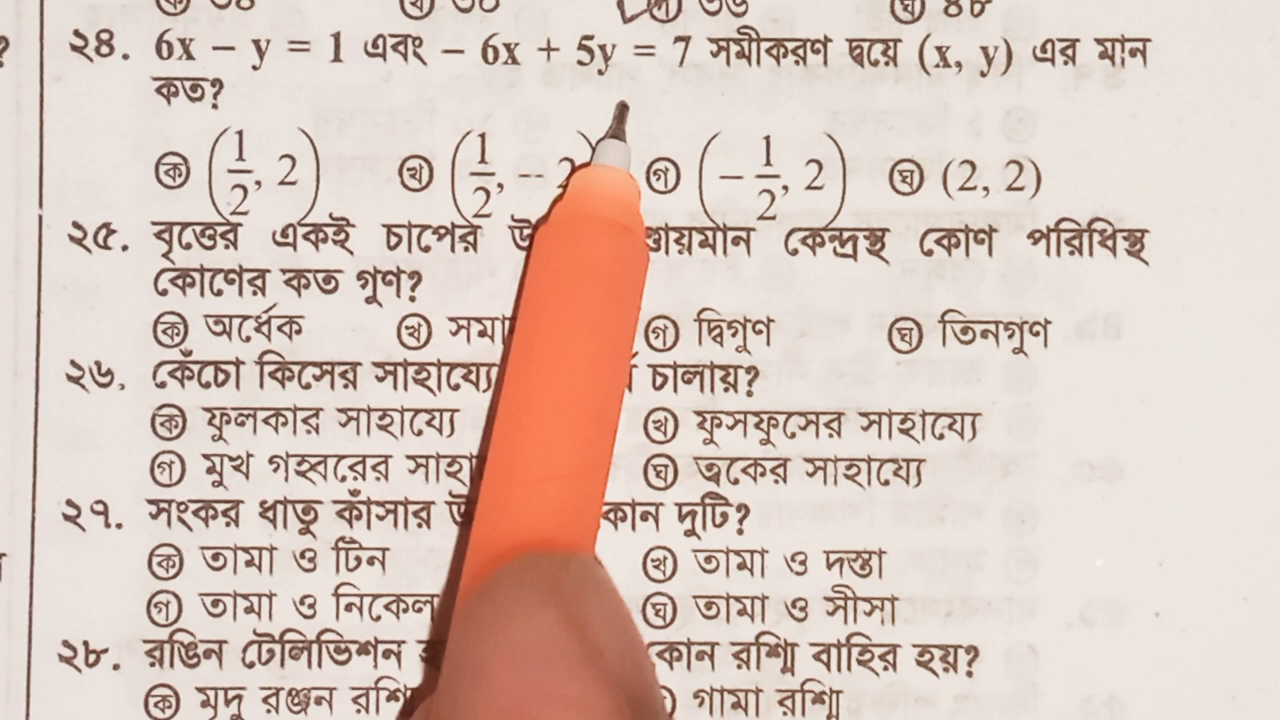 ২৪. 6x – y = 1 এবং – 6x + 5y = 7 সমীকরণ দ্বয়ে (x, y) এর মান
কত?
ক (1/2, 2) খ (1/2, – 2) গ (– 1/2, 2) ঘ (2, 2)
২৫. বৃত্তের একই চাপের কেন্দ্রস্থ কোণ পরিধিস্থ
কোণের কত গুণ?
ক অর্ধেক খ গ দ্বিগুণ ঘ তিনগুণ
২৬. কেঁচো কিসের সাহায্যে চালায়?
ক ফুলকার সাহায্যে খ ফুসফুসের সাহায্যে
গ মুখ গহ্বরের ঘ ত্বকের সাহায্যে
২৭. সংকর ধাতু কাঁসার দুটি?
ক তামা ও টিন খ তামা ও দস্তা
গ তামা ও নিকেল ঘ তামা ও সীসা
২৮. রঙিন টেলিভিশন রশ্মি বাহির হয়?
ক মৃদু রঞ্জন গামা রশ্মি